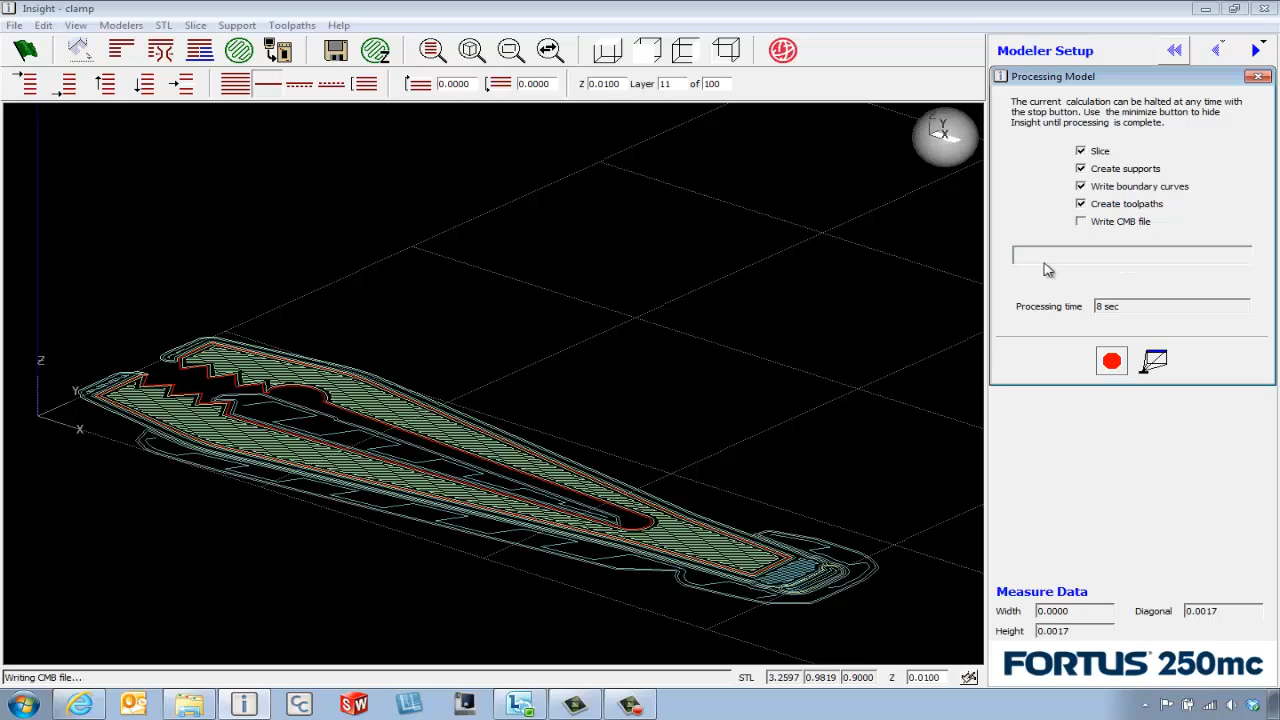 Insight - clamp
File Edit View Modelers STL Slice Support Toolpaths Help
0.0000 0.0000 Z 0.0100 Layer 11 of 100
Modeler Setup
Processing Model
The current calculation can be halted at any time with
the stop button. Use the minimize button to hide
Insight until processing is complete.
Slice
Create supports
Write boundary curves
Create toolpaths
Write CMB file
Processing time 8 sec
Z
Y
X
Z
Y
X
Measure Data
Width 0.0000 Diagonal 0.0017
Height 0.0017
FORTUS 250mc
Writing CMB file... STL 3.2597 0.9819 0.9000 Z 0.0100